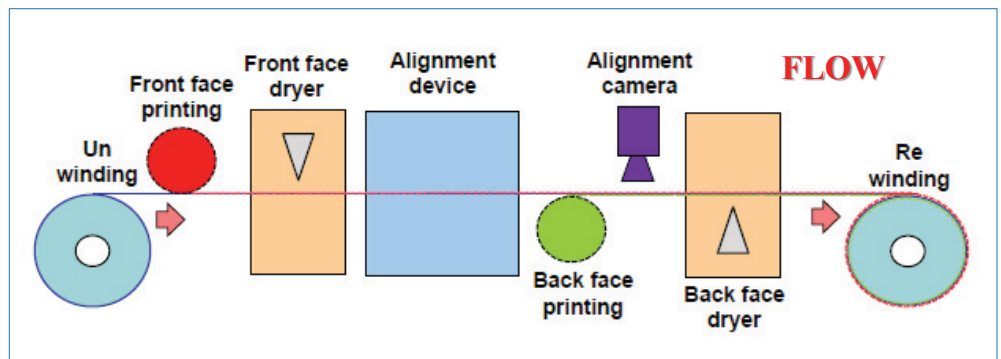 Un
winding
Front face
printing
Front face
dryer
Alignment
device
Back face
printing
Alignment
camera
Back face
dryer
FLOW
Re
winding